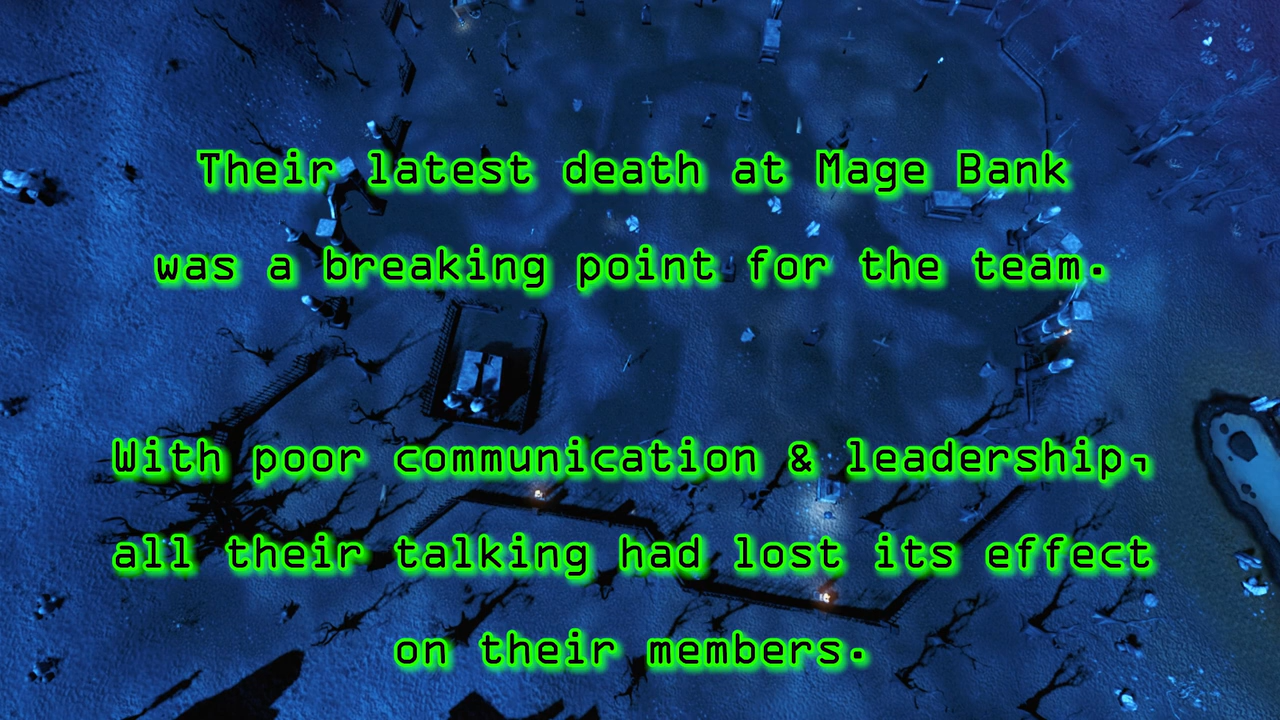 Their latest death at Mage Bank
was a breaking point for the team.
With poor communication & leadership,
all their talking had lost its effect
on their members.